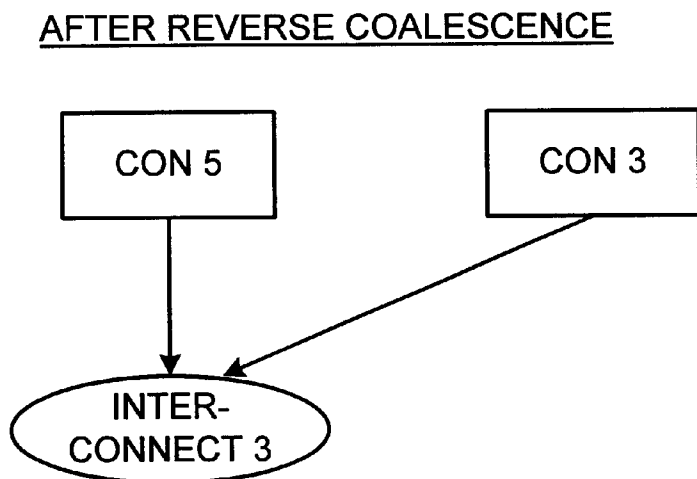 AFTER REVERSE COALESCENCE
CON 5
CON 3
INTER-
CONNECT 3